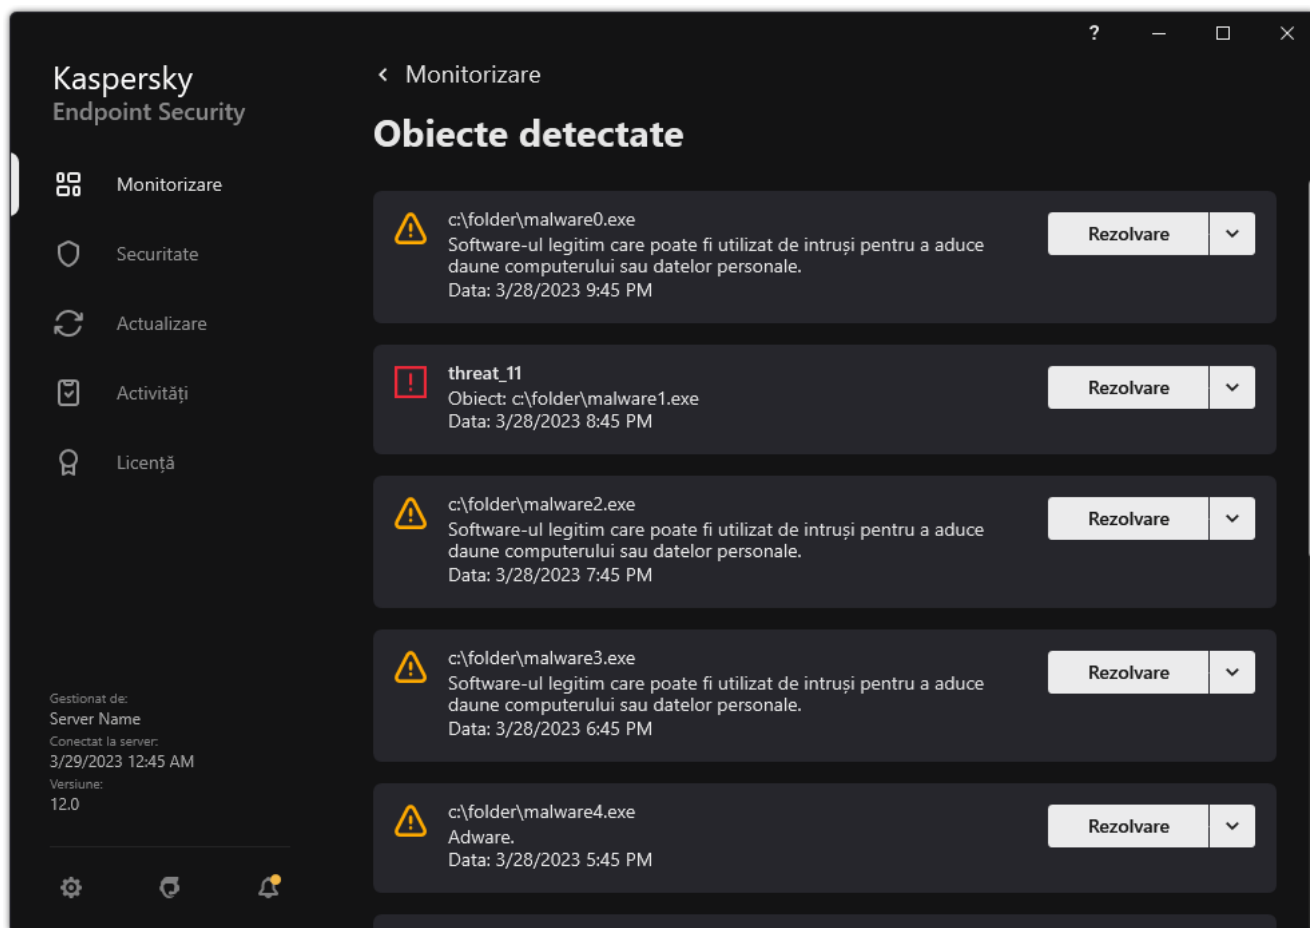 ?
Kaspersky
Endpoint Security
Monitorizare
Securitate
Actualizare
Activități
Licență
Gestionat de:
Server Name
Conectat la server:
3/29/2023 12:45 AM
Versiune:
12.0
Monitorizare
Obiecte detectate
c:\folder\malware0.exe
Software-ul legitim care poate fi utilizat de intruși pentru a aduce
daune computerului sau datelor personale.
Data: 3/28/2023 9:45 PM
Rezolvare
threat_11
Obiect: c:\folder\malware1.exe
Data: 3/28/2023 8:45 PM
Rezolvare
c:\folder\malware2.exe
Software-ul legitim care poate fi utilizat de intruși pentru a aduce
daune computerului sau datelor personale.
Data: 3/28/2023 7:45 PM
Rezolvare
c:\folder\malware3.exe
Software-ul legitim care poate fi utilizat de intruși pentru a aduce
daune computerului sau datelor personale.
Data: 3/28/2023 6:45 PM
Rezolvare
c:\folder\malware4.exe
Adware.
Data: 3/28/2023 5:45 PM
Rezolvare